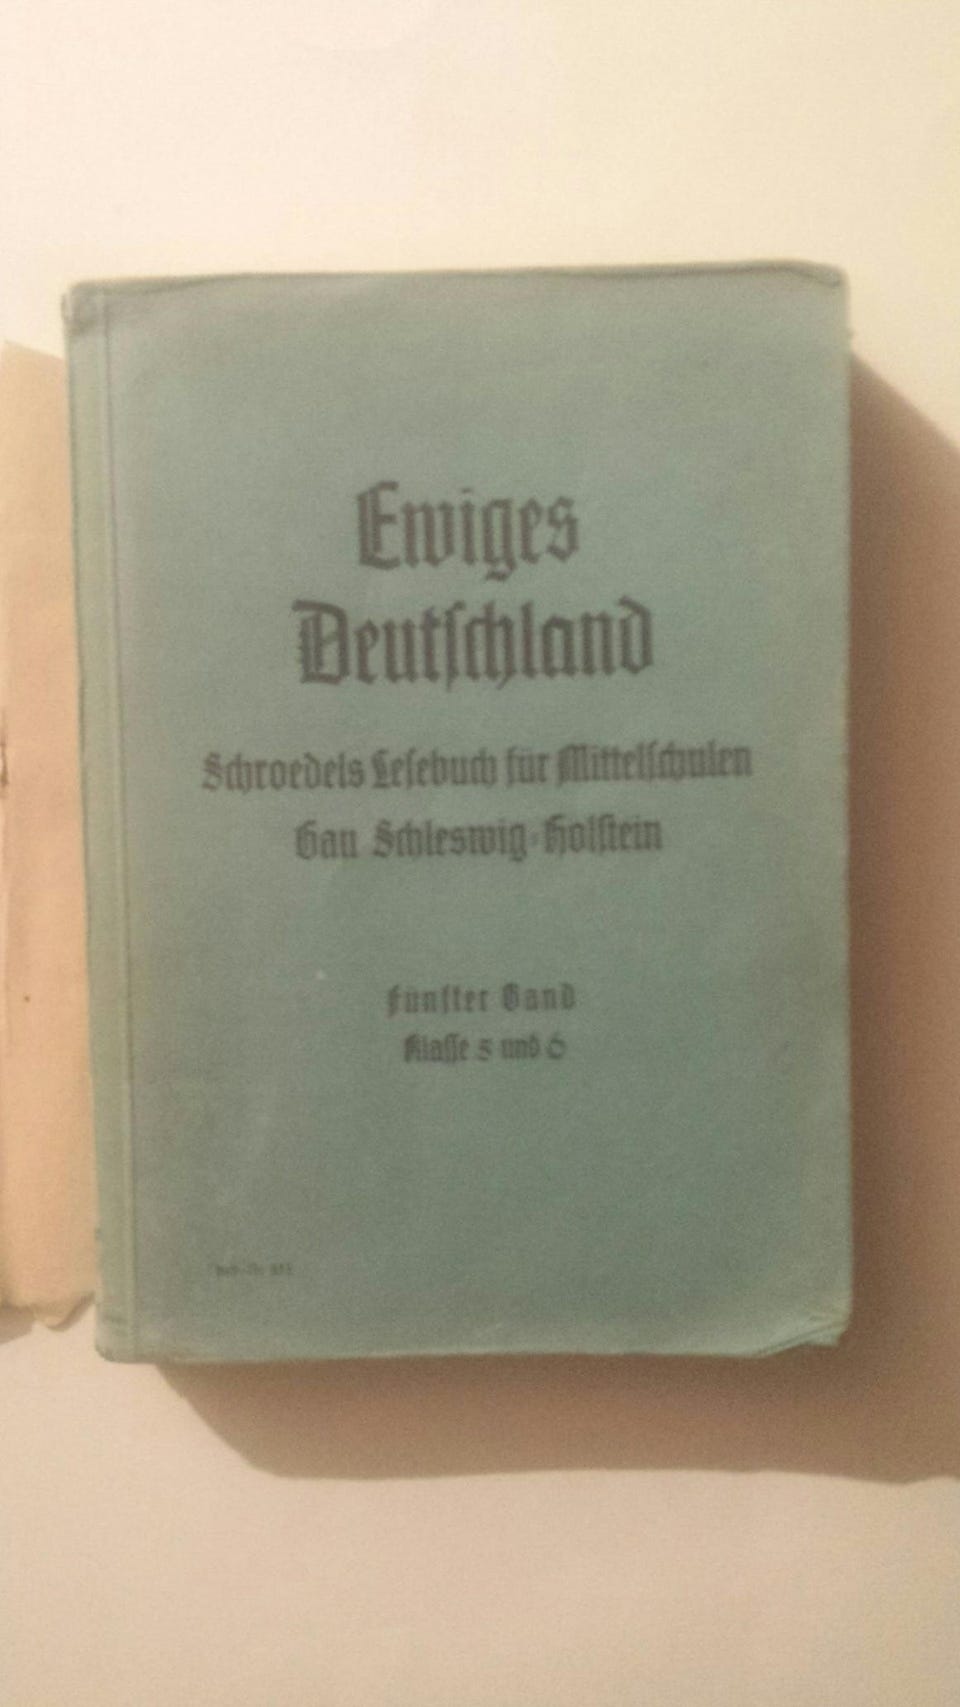 Ewiges
Deutschland
Schroedels Lesebuch für Mittelschulen
Gau Schleswig-Holstein
Fünfter Band
Klasse 5 und 6